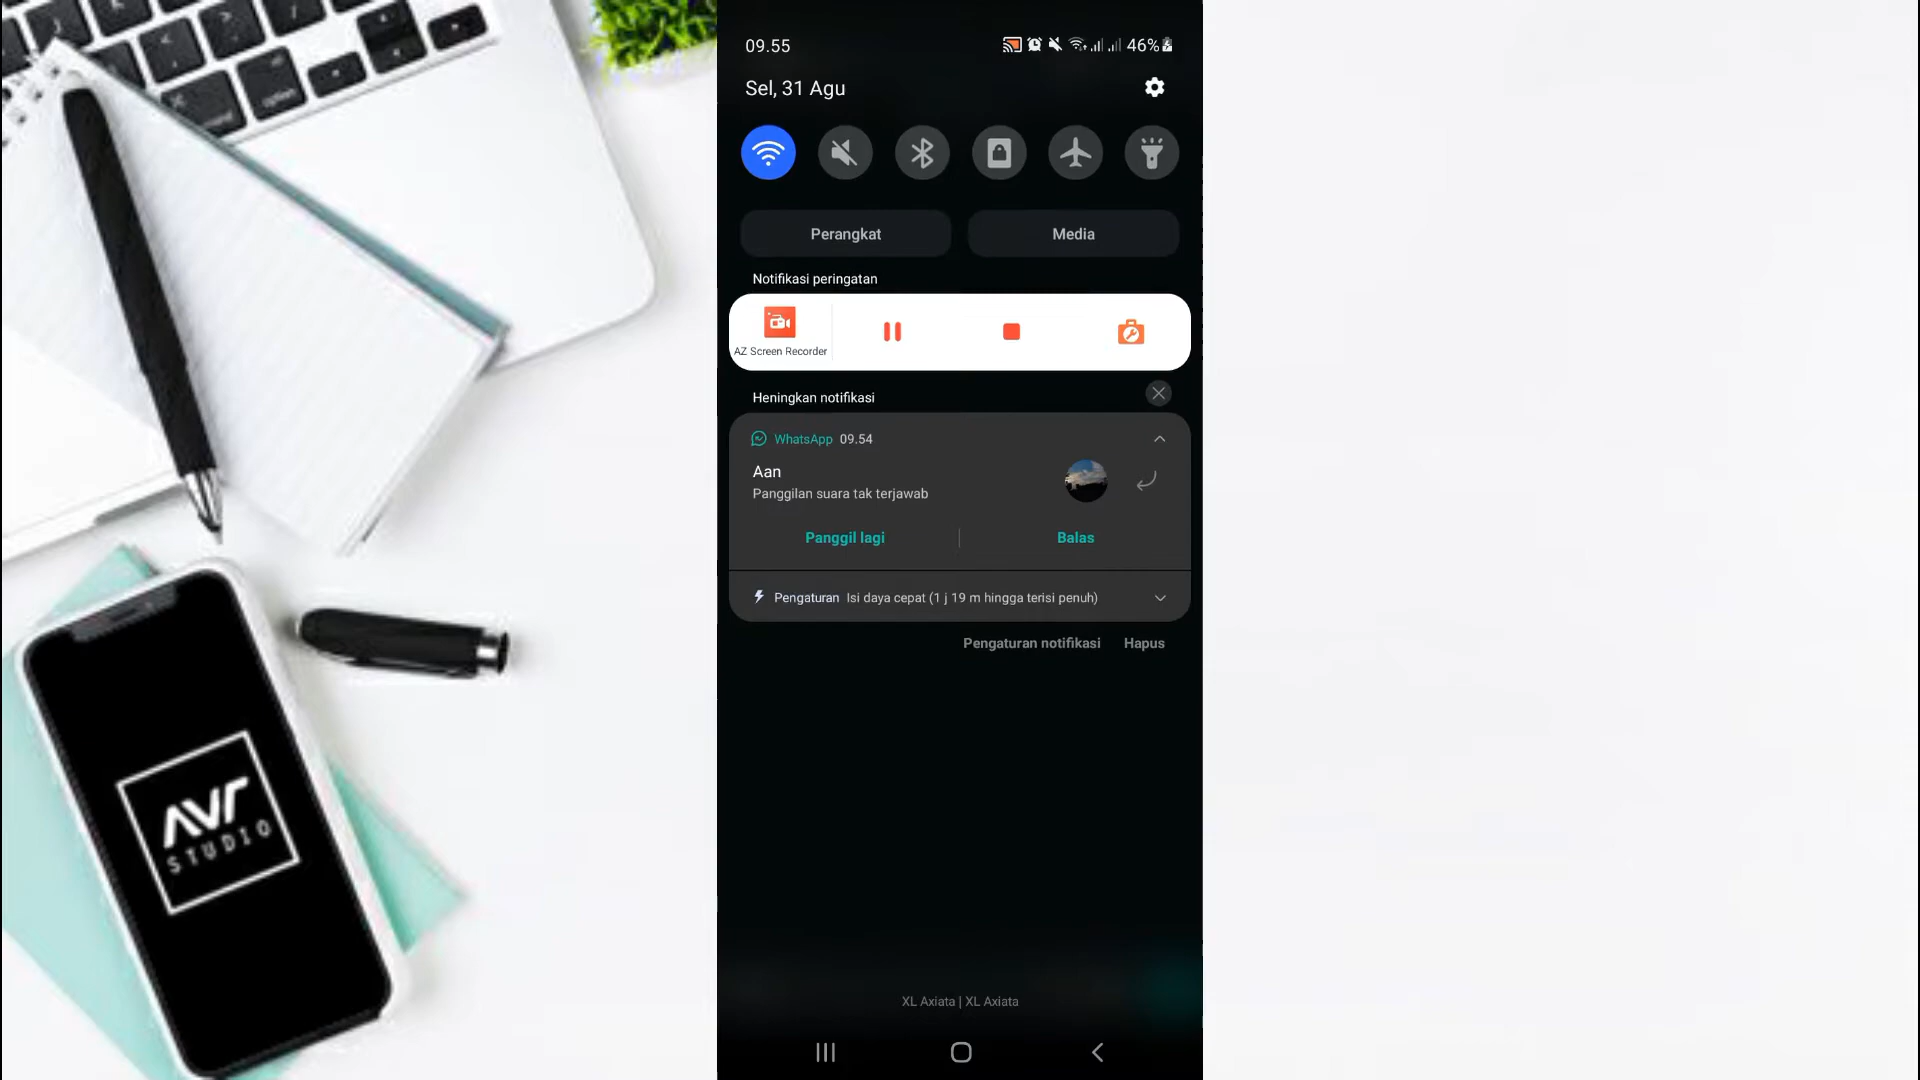 09.55
46%
Sel, 31 Agu
Perangkat
Media
Notifikasi peringatan
AZ Screen Recorder
Heningkan notifikasi
WhatsApp 09.54
Aan
Panggilan suara tak terjawab
Panggil lagi
Balas
Pengaturan Isi daya cepat (1 j 19 m hingga terisi penuh)
Pengaturan notifikasi
Hapus
XL Axiata | XL Axiata
option
AVR
STUDIO